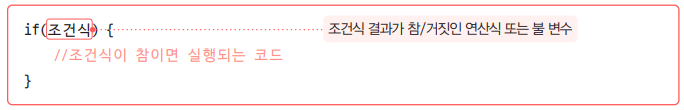 if(조건식) {
조건식 결과가 참/거짓인 연산식 또는 불 변수
//조건식이 참이면 실행되는 코드
}